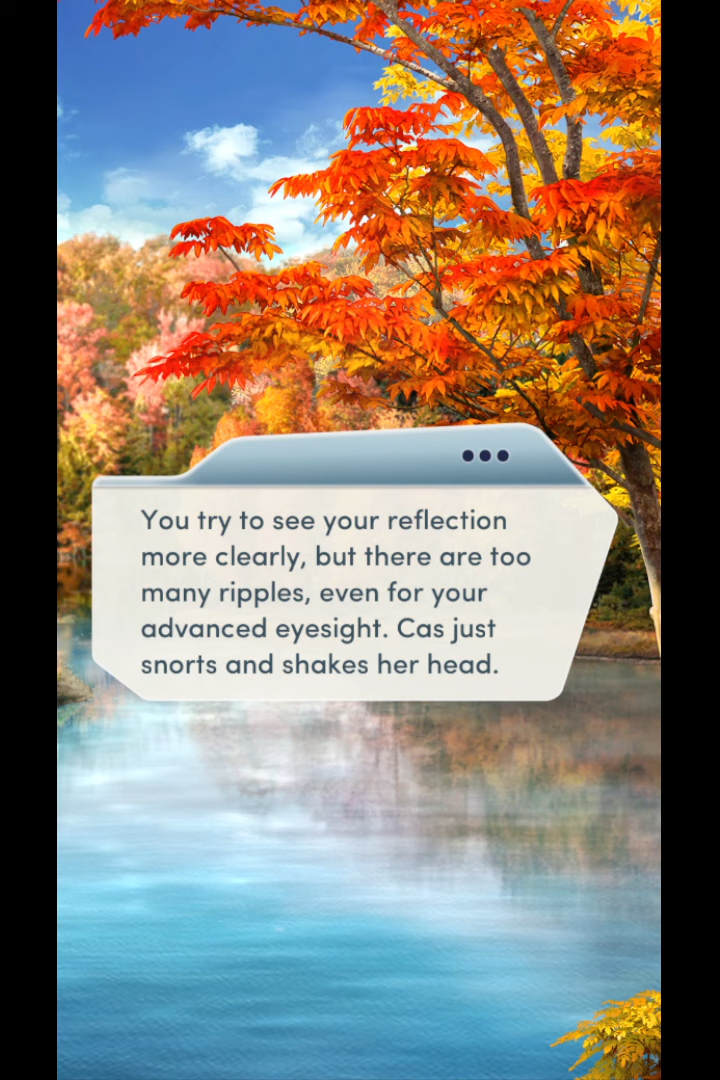 You try to see your reflection
more clearly, but there are too
many ripples, even for your
advanced eyesight. Cas just
snorts and shakes her head.